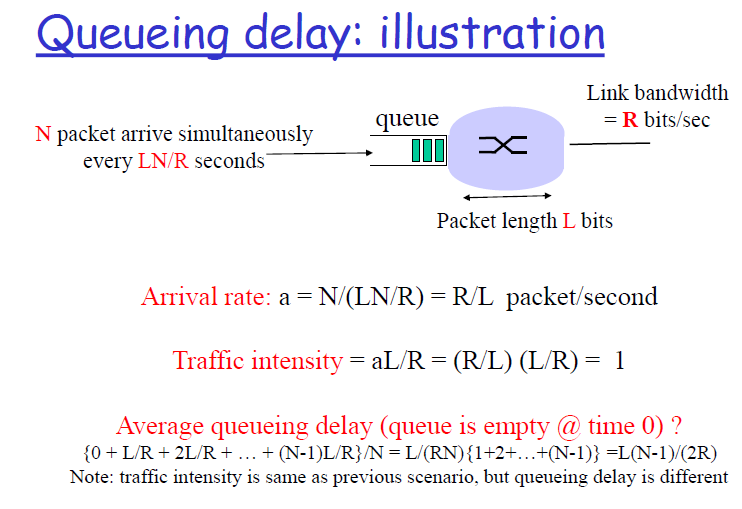 Queueing delay: illustration
Link bandwidth
= R bits/sec
queue
N packet arrive simultaneously
every LN/R seconds
Packet length L bits
Arrival rate: a = N/(LN/R) = R/L packet/second
Traffic intensity = aL/R = (R/L) (L/R) = 1
Average queueing delay (queue is empty @ time 0) ?
{0 + L/R + 2L/R + ... + (N-1)L/R}/N = L/(RN){1+2+...+(N-1)} =L(N-1)/(2R)
Note: traffic intensity is same as previous scenario, but queueing delay is different